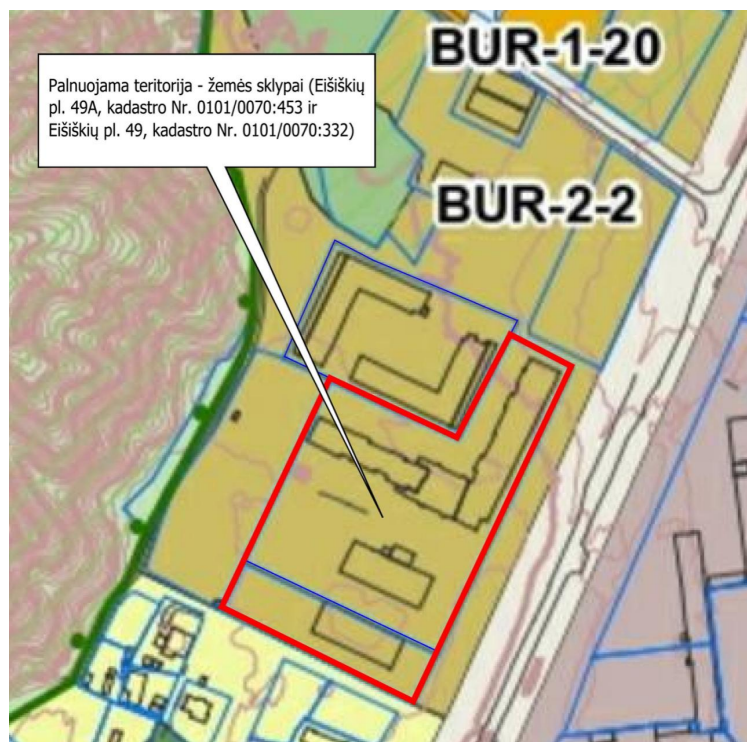 BUR-1-20
Palnuojama teritorija - žemės sklypai (Eišiškių
pl. 49A, kadastro Nr. 0101/0070:453 ir
Eišiškių pl. 49, kadastro Nr. 0101/0070:332)
BUR-2-2